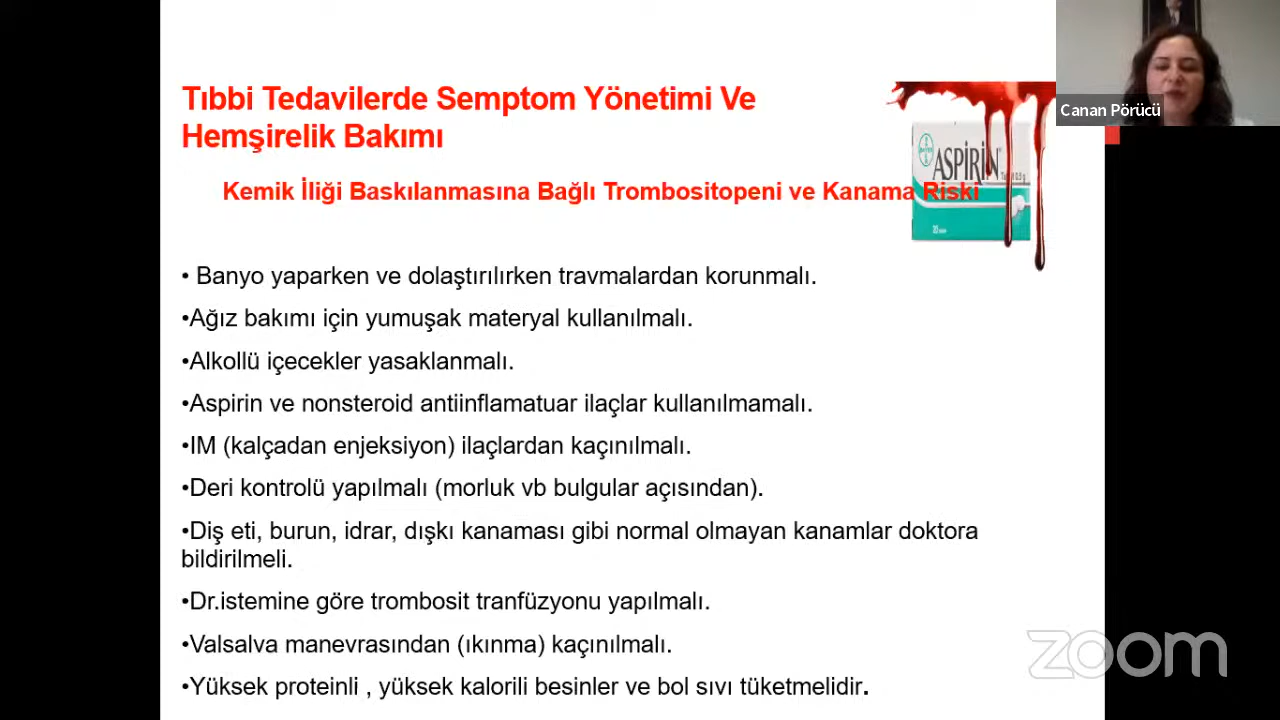 Canan Pörücü
Tıbbi Tedavilerde Semptom Yönetimi Ve
Hemşirelik Bakımı
BAYER
ASPİRİN
Kemik İliği Baskılanmasına Bağlı Trombositopeni ve Kanama Riski
• Banyo yaparken ve dolaştırılırken travmalardan korunmalı.
•Ağız bakımı için yumuşak materyal kullanılmalı.
•Alkollü içecekler yasaklanmalı.
•Aspirin ve nonsteroid antiinflamatuar ilaçlar kullanılmamalı.
•IM (kalçadan enjeksiyon) ilaçlardan kaçınılmalı.
•Deri kontrolü yapılmalı (morluk vb bulgular açısından).
•Diş eti, burun, idrar, dışkı kanaması gibi normal olmayan kanamlar doktora
bildirilmeli.
•Dr.istemine göre trombosit tranfüzyonu yapılmalı.
•Valsalva manevrasından (ıkınma) kaçınılmalı.
•Yüksek proteinli , yüksek kalorili besinler ve bol sıvı tüketmelidir.
zoom